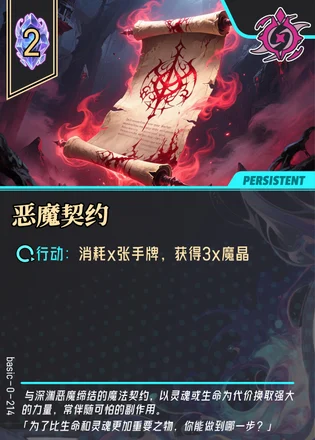 2
PERSISTENT
恶魔契约
行动：消耗x张手牌，获得3x魔晶
basic-0-214
与深渊恶魔缔结的魔法契约，以灵魂或生命为代价换取强大
的力量，常伴随可怕的副作用。
「为了比生命和灵魂更加重要之物，你能做到哪一步？」